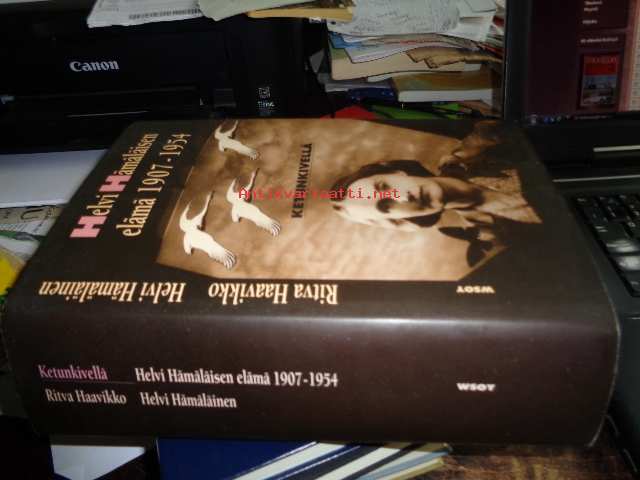 Canon
KETUNKIVELLÄ
Helvi Hämäläisen
elämä 1907-1954
Antikvariaatti.net
Ritva Haavikko    Helvi Hämäläinen
WSOY
Ketunkivellä    Helvi Hämäläisen elämä 1907-1954
Ritva Haavikko    Helvi Hämäläinen
WSOY